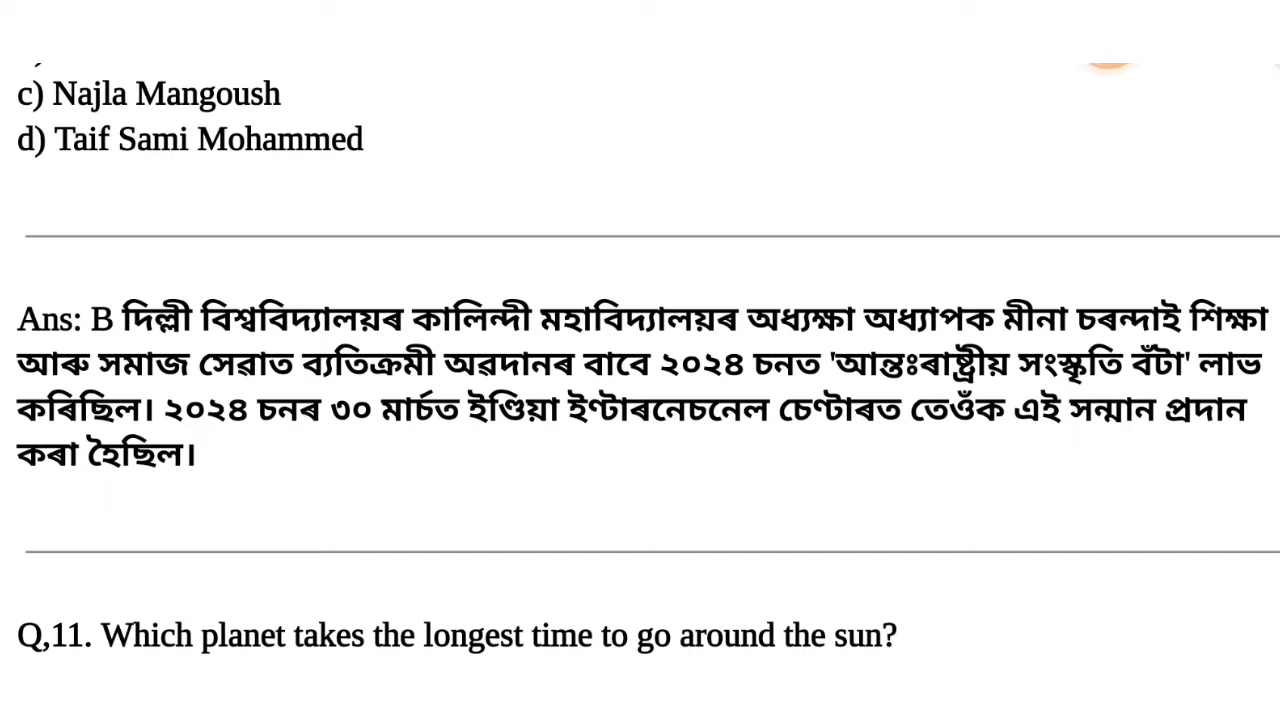 c) Najla Mangoush
d) Taif Sami Mohammed
Ans: B দিল্লী বিশ্ববিদ্যালয়ৰ কালিন্দী মহাবিদ্যালয়ৰ অধ্যক্ষা অধ্যাপক মীনা চৰন্দাই শিক্ষা
আৰু সমাজ সেৱাত ব্যতিক্ৰমী অৱদানৰ বাবে ২০২৪ চনত 'আন্তঃৰাষ্ট্ৰীয় সংস্কৃতি বঁটা' লাভ
কৰিছিল। ২০২৪ চনৰ ৩০ মাৰ্চত ইণ্ডিয়া ইণ্টাৰনেচনেল চেণ্টাৰত তেওঁক এই সন্মান প্ৰদান
কৰা হৈছিল।
Q,11. Which planet takes the longest time to go around the sun?